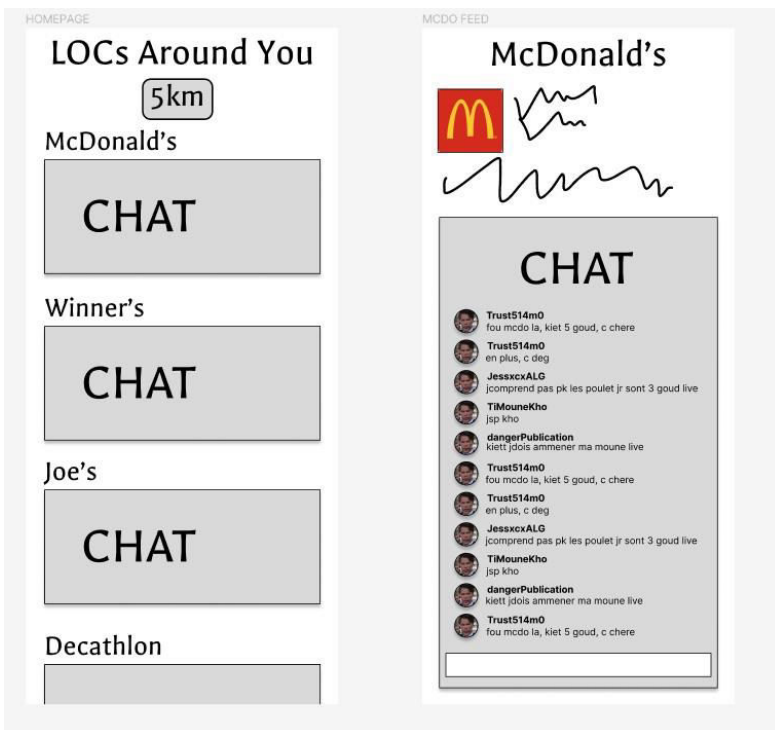 HOMEPAGE
LOCs Around You
5km
McDonald's
CHAT
Winner's
CHAT
Joe's
CHAT
Decathlon
MCDO FEED
McDonald's
CHAT
Trust514m0
fou mcdo la, kiet 5 goud, c chere
Trust514m0
en plus, c deg
JessxcxALG
jcomprend pas pk les poulet jr sont 3 goud live
TiMouneKho
jsp kho
dangerPublication
kiett jdois ammener ma moune live
Trust514m0
fou mcdo la, kiet 5 goud, c chere
Trust514m0
en plus, c deg
JessxcxALG
jcomprend pas pk les poulet jr sont 3 goud live
TiMouneKho
jsp kho
dangerPublication
kiett jdois ammener ma moune live
Trust514m0
fou mcdo la, kiet 5 goud, c chere